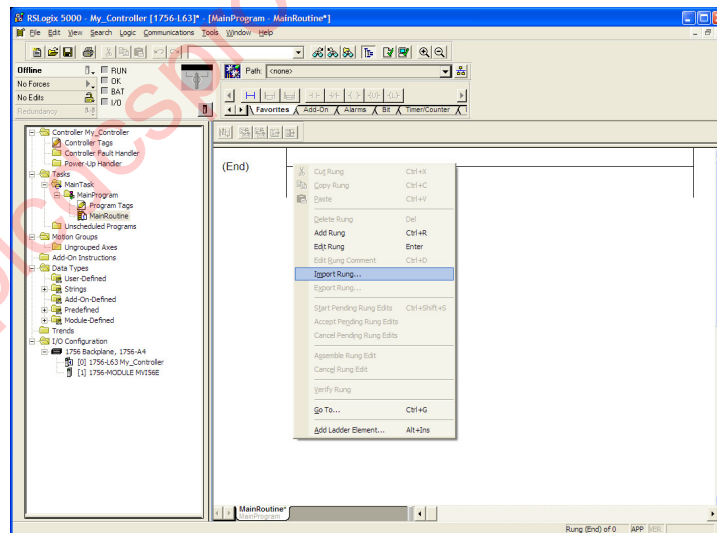 RSLogix 5000 - My_Controller [1756-L63]* - [MainProgram - MainRoutine*]
File Edit View Search Logic Communications Tools Window Help
Offline
RUN
No Forces
OK
No Edits
BAT
Redundancy
I/O
Path: <none>
Favorites Add-On Alarms Bit Timer/Counter
Controller My_Controller
Controller Tags
Controller Fault Handler
Power-Up Handler
Tasks
MainTask
MainProgram
Program Tags
MainRoutine
Unscheduled Programs
Motion Groups
Ungrouped Axes
Add-On Instructions
Data Types
User-Defined
Strings
Add-On-Defined
Predefined
Module-Defined
Trends
I/O Configuration
1756 Backplane, 1756-A4
[0] 1756-L63 My_Controller
[1] 1756-MODULE MVI56E
(End)
Cut Rung Ctrl+X
Copy Rung Ctrl+C
Paste Ctrl+V
Delete Rung Del
Add Rung Ctrl+R
Edit Rung Enter
Edit Rung Comment Ctrl+D
Import Rung...
Export Rung...
Start Pending Rung Edits Ctrl+Shift+S
Accept Pending Rung Edits
Cancel Pending Rung Edits
Assemble Rung Edit
Cancel Rung Edit
Verify Rung
Go To... Ctrl+G
Add Ladder Element... Alt+Ins
MainRoutine*
MainProgram
Rung (End) of 0 APP VER